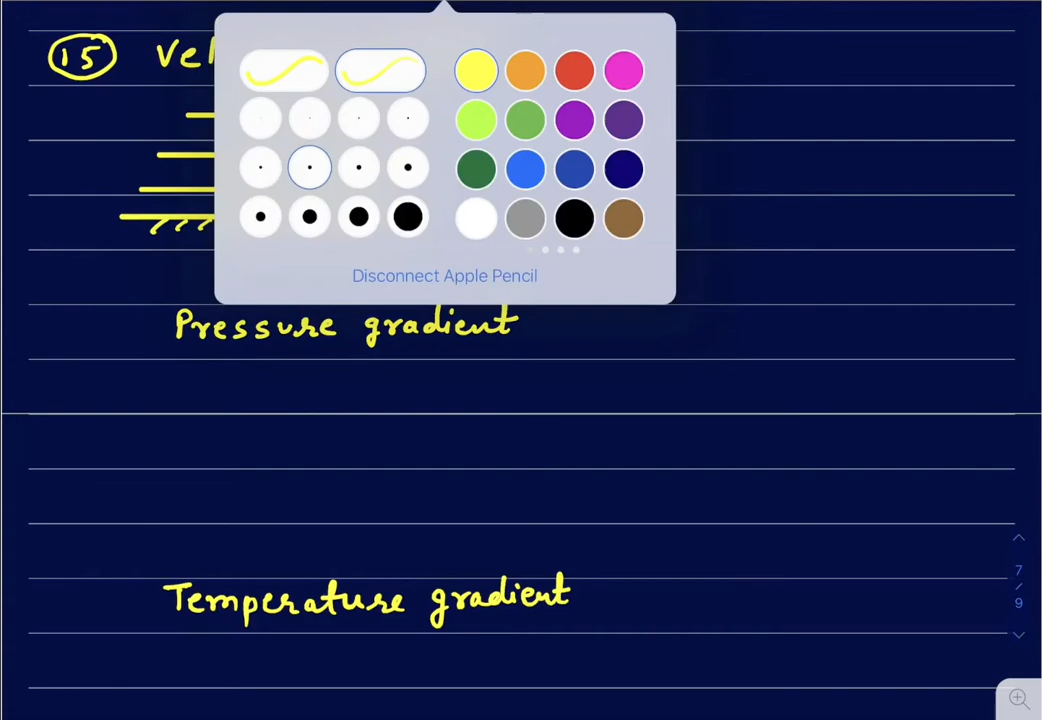 15 Vel
Disconnect Apple Pencil
Pressure gradient
7
/
9
Temperature gradient